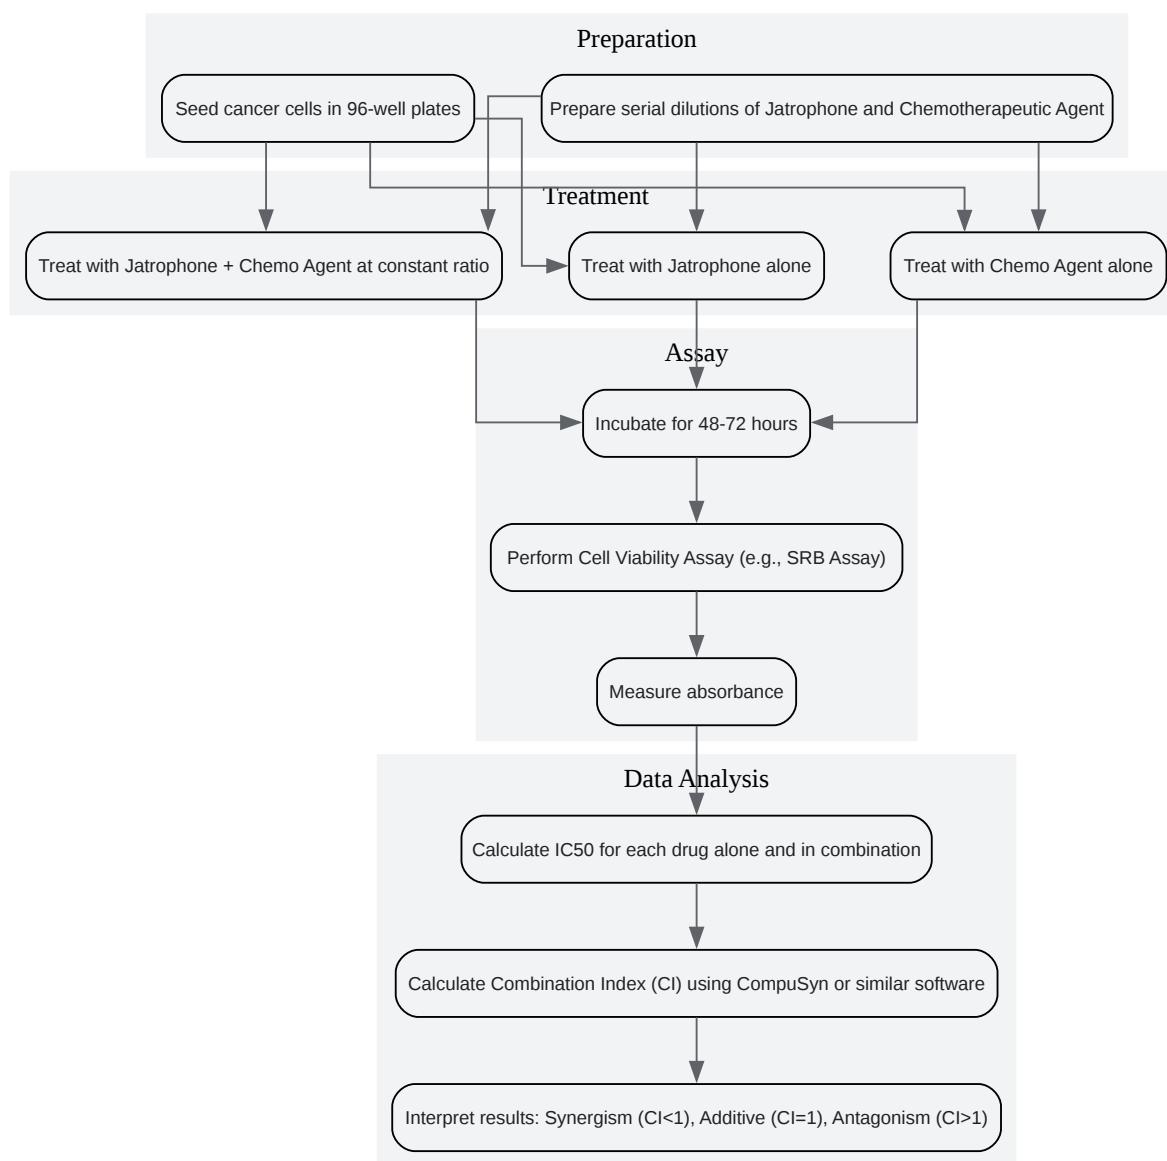 Preparation
Seed cancer cells in 96-well plates
Prepare serial dilutions of Jatrophone and Chemotherapeutic Agent
Treatment
Treat with Jatrophone + Chemo Agent at constant ratio
Treat with Jatrophone alone
Treat with Chemo Agent alone
Assay
Incubate for 48-72 hours
Perform Cell Viability Assay (e.g., SRB Assay)
Measure absorbance
Data Analysis
Calculate IC50 for each drug alone and in combination
Calculate Combination Index (CI) using CompuSyn or similar software
Interpret results: Synergism (CI<1), Additive (CI=1), Antagonism (CI>1)